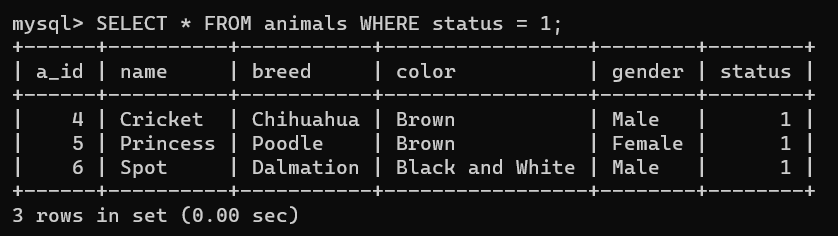 mysql> SELECT * FROM animals WHERE status = 1;
+------+----------+-----------+-----------------+--------+--------+
| a_id | name     | breed     | color           | gender | status |
+------+----------+-----------+-----------------+--------+--------+
|    4 | Cricket  | Chihuahua | Brown           | Male   |      1 |
|    5 | Princess | Poodle    | Brown           | Female |      1 |
|    6 | Spot     | Dalmation | Black and White | Male   |      1 |
+------+----------+-----------+-----------------+--------+--------+
3 rows in set (0.00 sec)